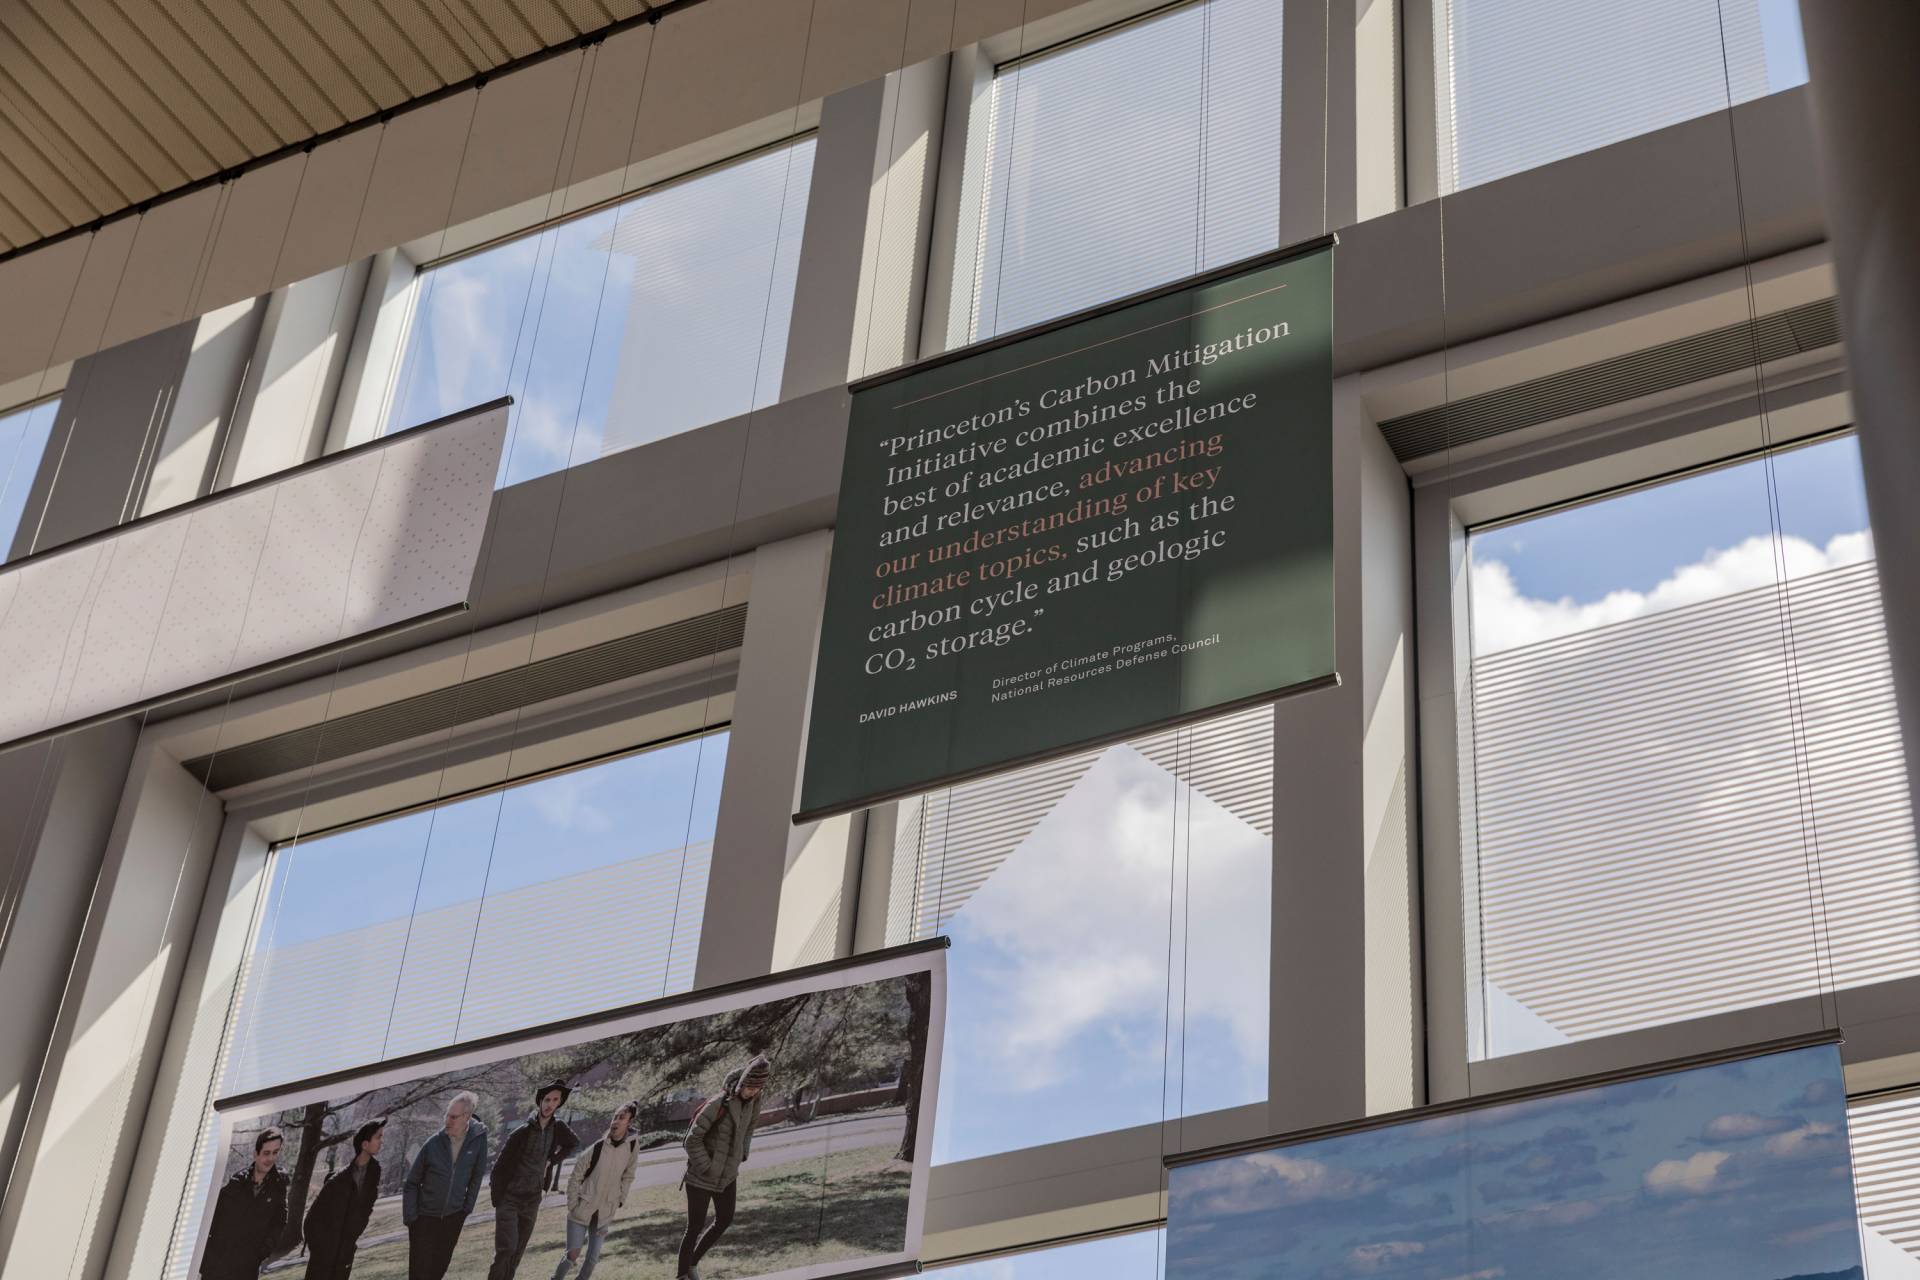 “Princeton’s Carbon Mitigation
Initiative combines the
best of academic excellence
and relevance, advancing
our understanding of key
climate topics, such as the
carbon cycle and geologic
CO₂ storage.”
DAVID HAWKINS
Director of Climate Programs,
National Resources Defense Council